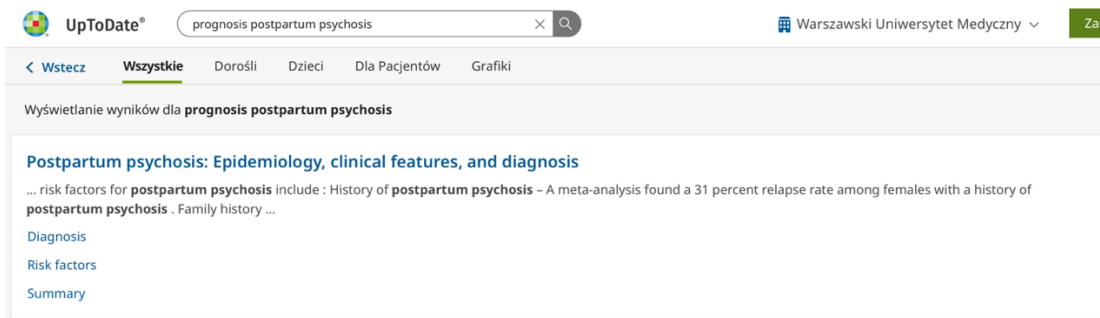 UpToDate®
prognosis postpartum psychosis
Warszawski Uniwersytet Medyczny
Za
Wstecz Wszystkie Dorośli Dzieci Dla Pacjentów Grafiki
Wyświetlanie wyników dla prognosis postpartum psychosis
Postpartum psychosis: Epidemiology, clinical features, and diagnosis
... risk factors for postpartum psychosis include : History of postpartum psychosis – A meta-analysis found a 31 percent relapse rate among females with a history of
postpartum psychosis . Family history ...
Diagnosis
Risk factors
Summary